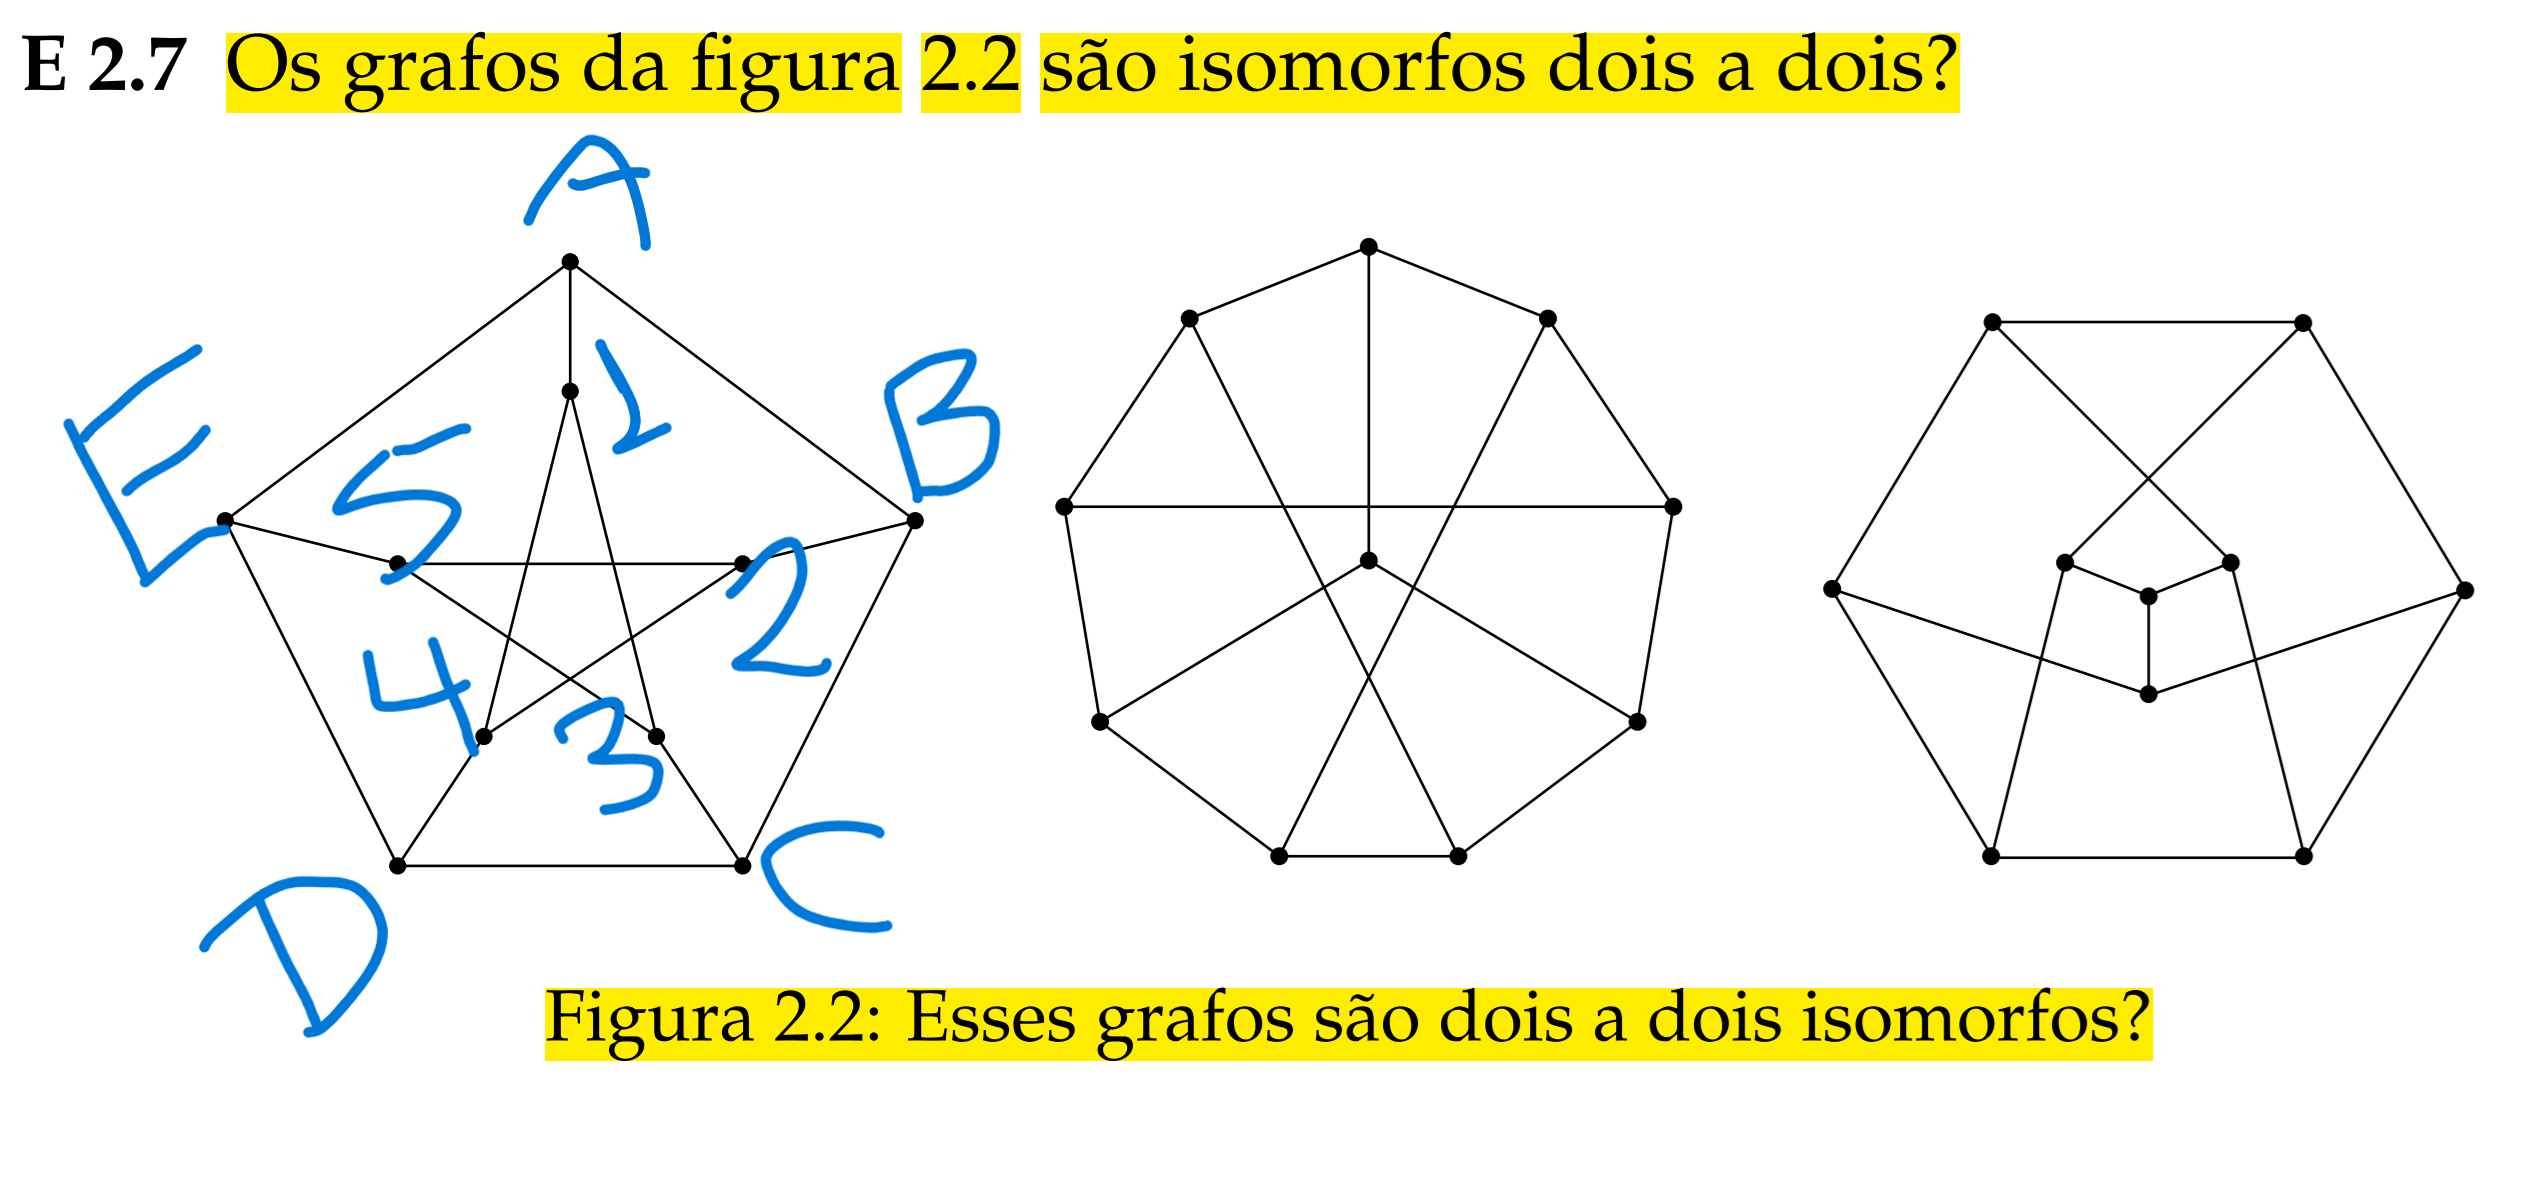 E 2.7 Os grafos da figura 2.2 são isomorfos dois a dois?
A
E
5
1
B
4
2
3
D
C
Figura 2.2: Esses grafos são dois a dois isomorfos?